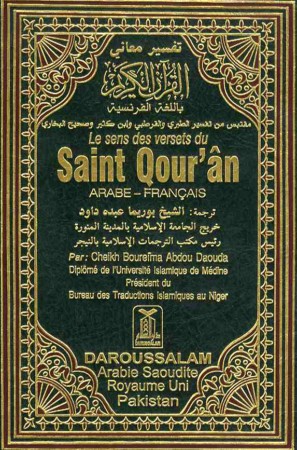 تفسير معاني
القرآن الكريم
باللغة الفرنسية
مقتبس من تفسير الطبري والقرطبي وابن كثير وصحيح البخاري
Le sens des versets du
Saint Qour'ân
ARABE – FRANÇAIS
ترجمة: الشيخ بوريما عبده داود
خريج الجامعة الإسلامية بالمدينة المنورة
رئيس مكتب الترجمات الإسلامية بالنيجر
Par: Cheikh Boureïma Abdou Daouda
Diplômé de l'Université Islamique de Médine
Président du
Bureau des Traductions Islamiques au Niger
DAROUSSALAM
Arabie Saoudite
Royaume Uni
Pakistan